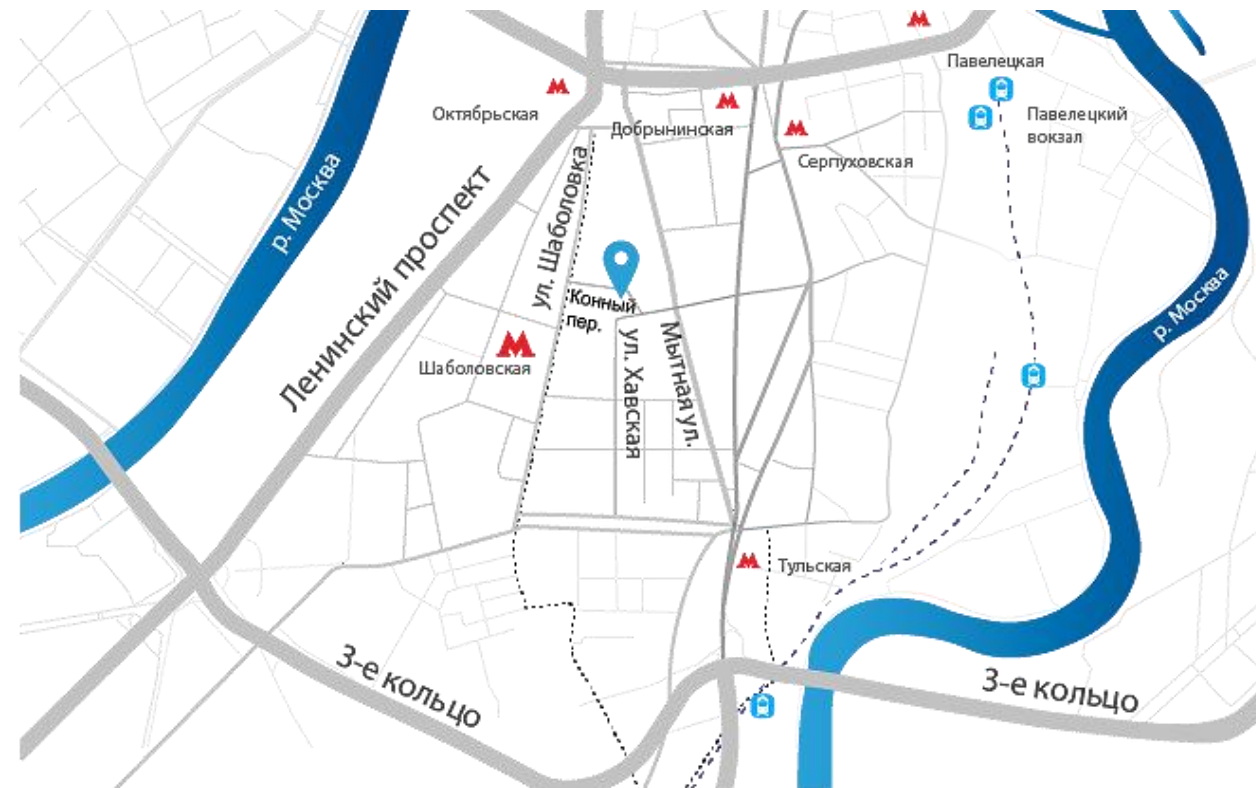 Павелецкая
Октябрьская
Добрынинская
Павелецкий
вокзал
Серпуховская
р. Москва
Ленинский проспект
ул. Шаболовка
Конный
пер.
р. Москва
Шаболовская
ул. Хавская
Мытная ул.
Тульская
3-е кольцо
3-е кольцо